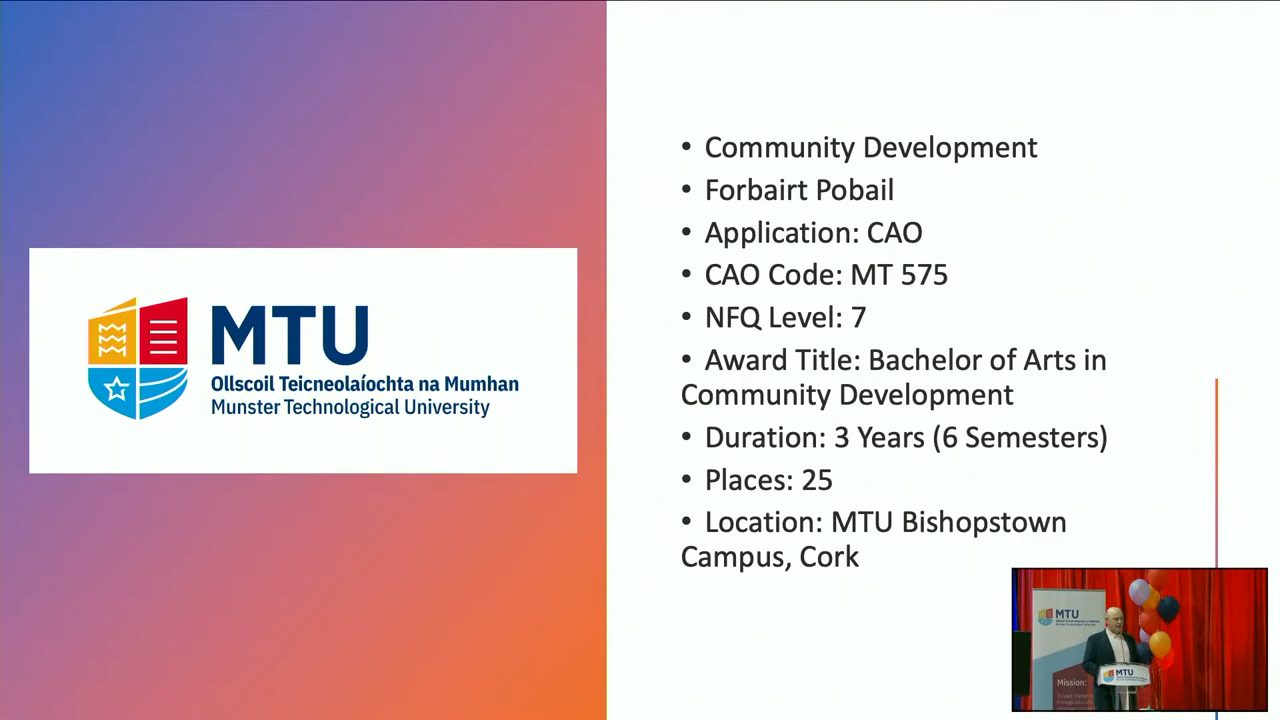 MTU
Ollscoil Teicneolaíochta na Mumhan
Munster Technological University
• Community Development
• Forbairt Pobail
• Application: CAO
• CAO Code: MT 575
• NFQ Level: 7
• Award Title: Bachelor of Arts in
Community Development
• Duration: 3 Years (6 Semesters)
• Places: 25
• Location: MTU Bishopstown
Campus, Cork
MTU
Mission:
MTU